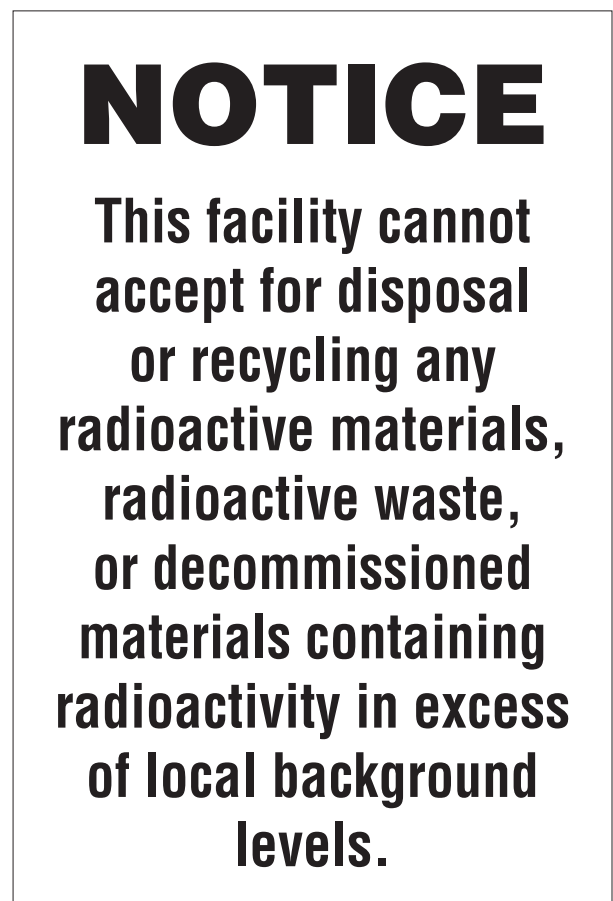 NOTICE
This facility cannot
accept for disposal
or recycling any
radioactive materials,
radioactive waste,
or decommissioned
materials containing
radioactivity in excess
of local background
levels.